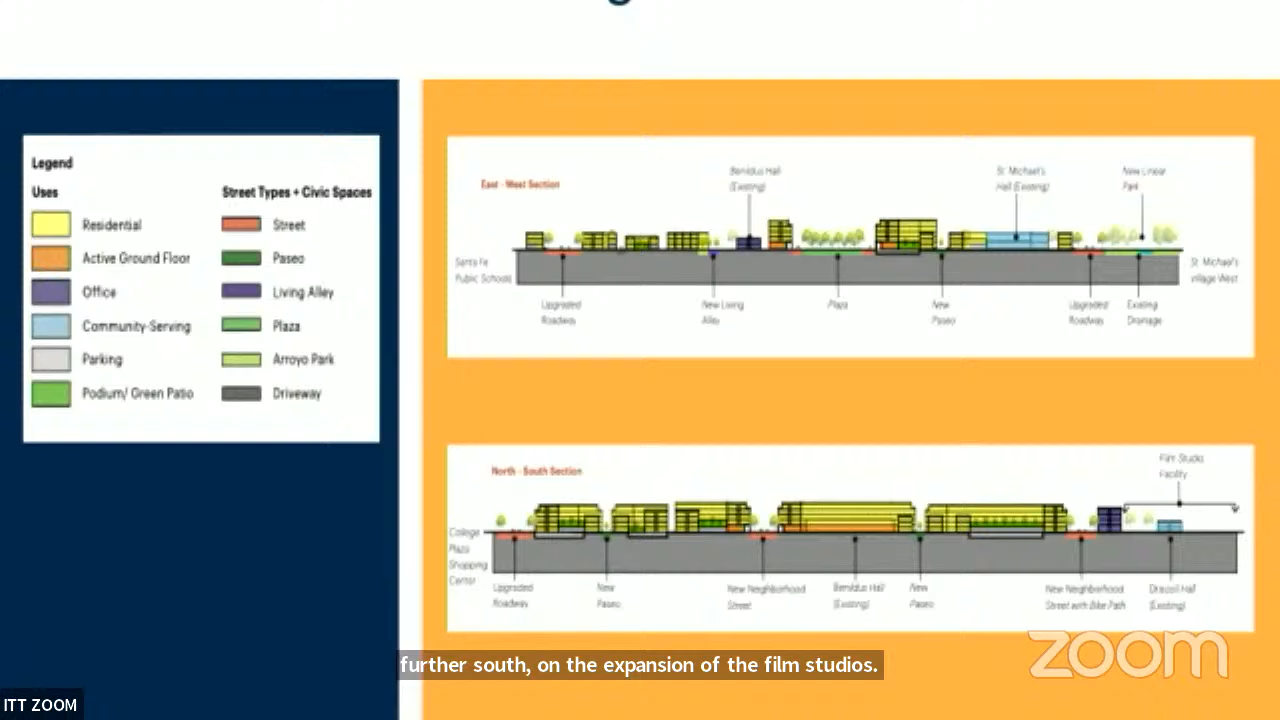 Legend
Uses
Street Types + Civic Spaces
Residential
Street
Active Ground Floor
Paseo
Office
Living Alley
Community-Serving
Plaza
Parking
Arroyo Park
Podium/ Green Patio
Driveway
East - West Section
Benildus Hall
(Existing)
St. Michael's
Hall (Existing)
New Linear
Park
Santa Fe
Public Schools
St. Michael's
Village West
Upgraded
Roadway
New Living
Alley
Plaza
New
Paseo
Upgraded
Roadway
Existing
Drainage
North - South Section
Film Studio
Facility
College
Plaza
Shopping
Center
Upgraded
Roadway
New
Paseo
New Neighborhood
Street
Benildus Hall
(Existing)
New
Paseo
New Neighborhood
Street with Bike Path
Driscoll Hall
(Existing)
zoom
further south, on the expansion of the film studios.
ITT ZOOM